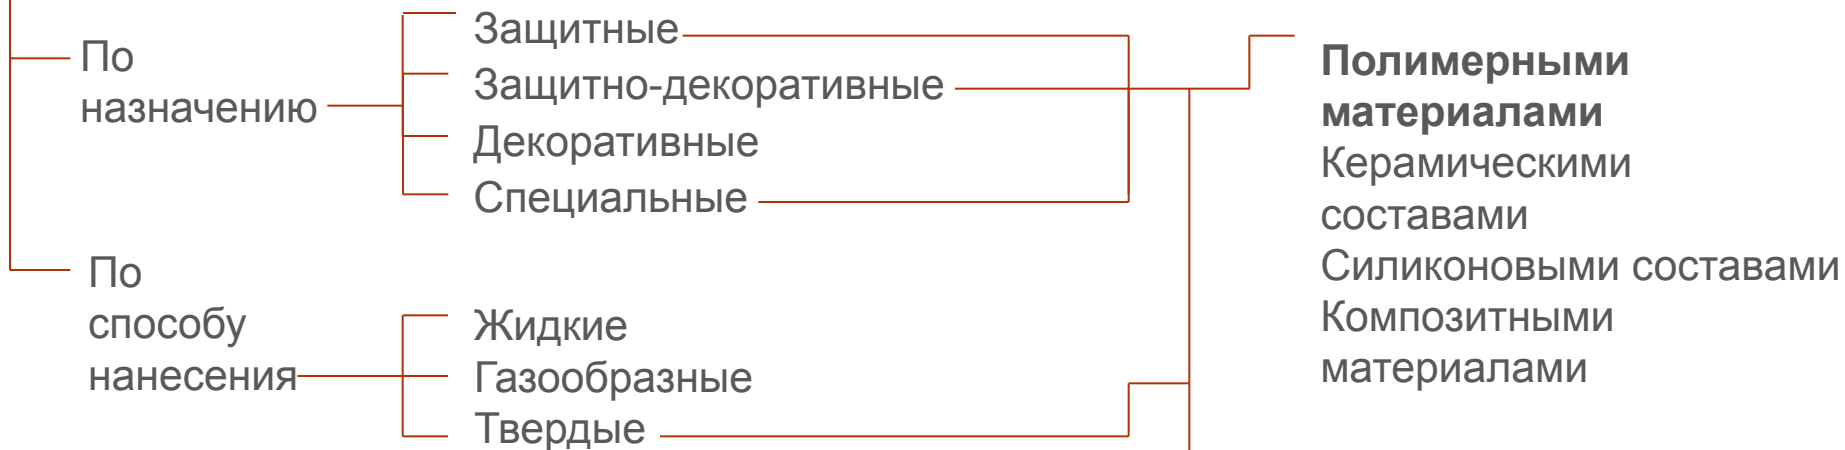 По
назначению
Защитные
Защитно-декоративные
Декоративные
Специальные
По
способу
нанесения
Жидкие
Газообразные
Твердые
Полимерными
материалами
Керамическими
составами
Силиконовыми составами
Композитными
материалами